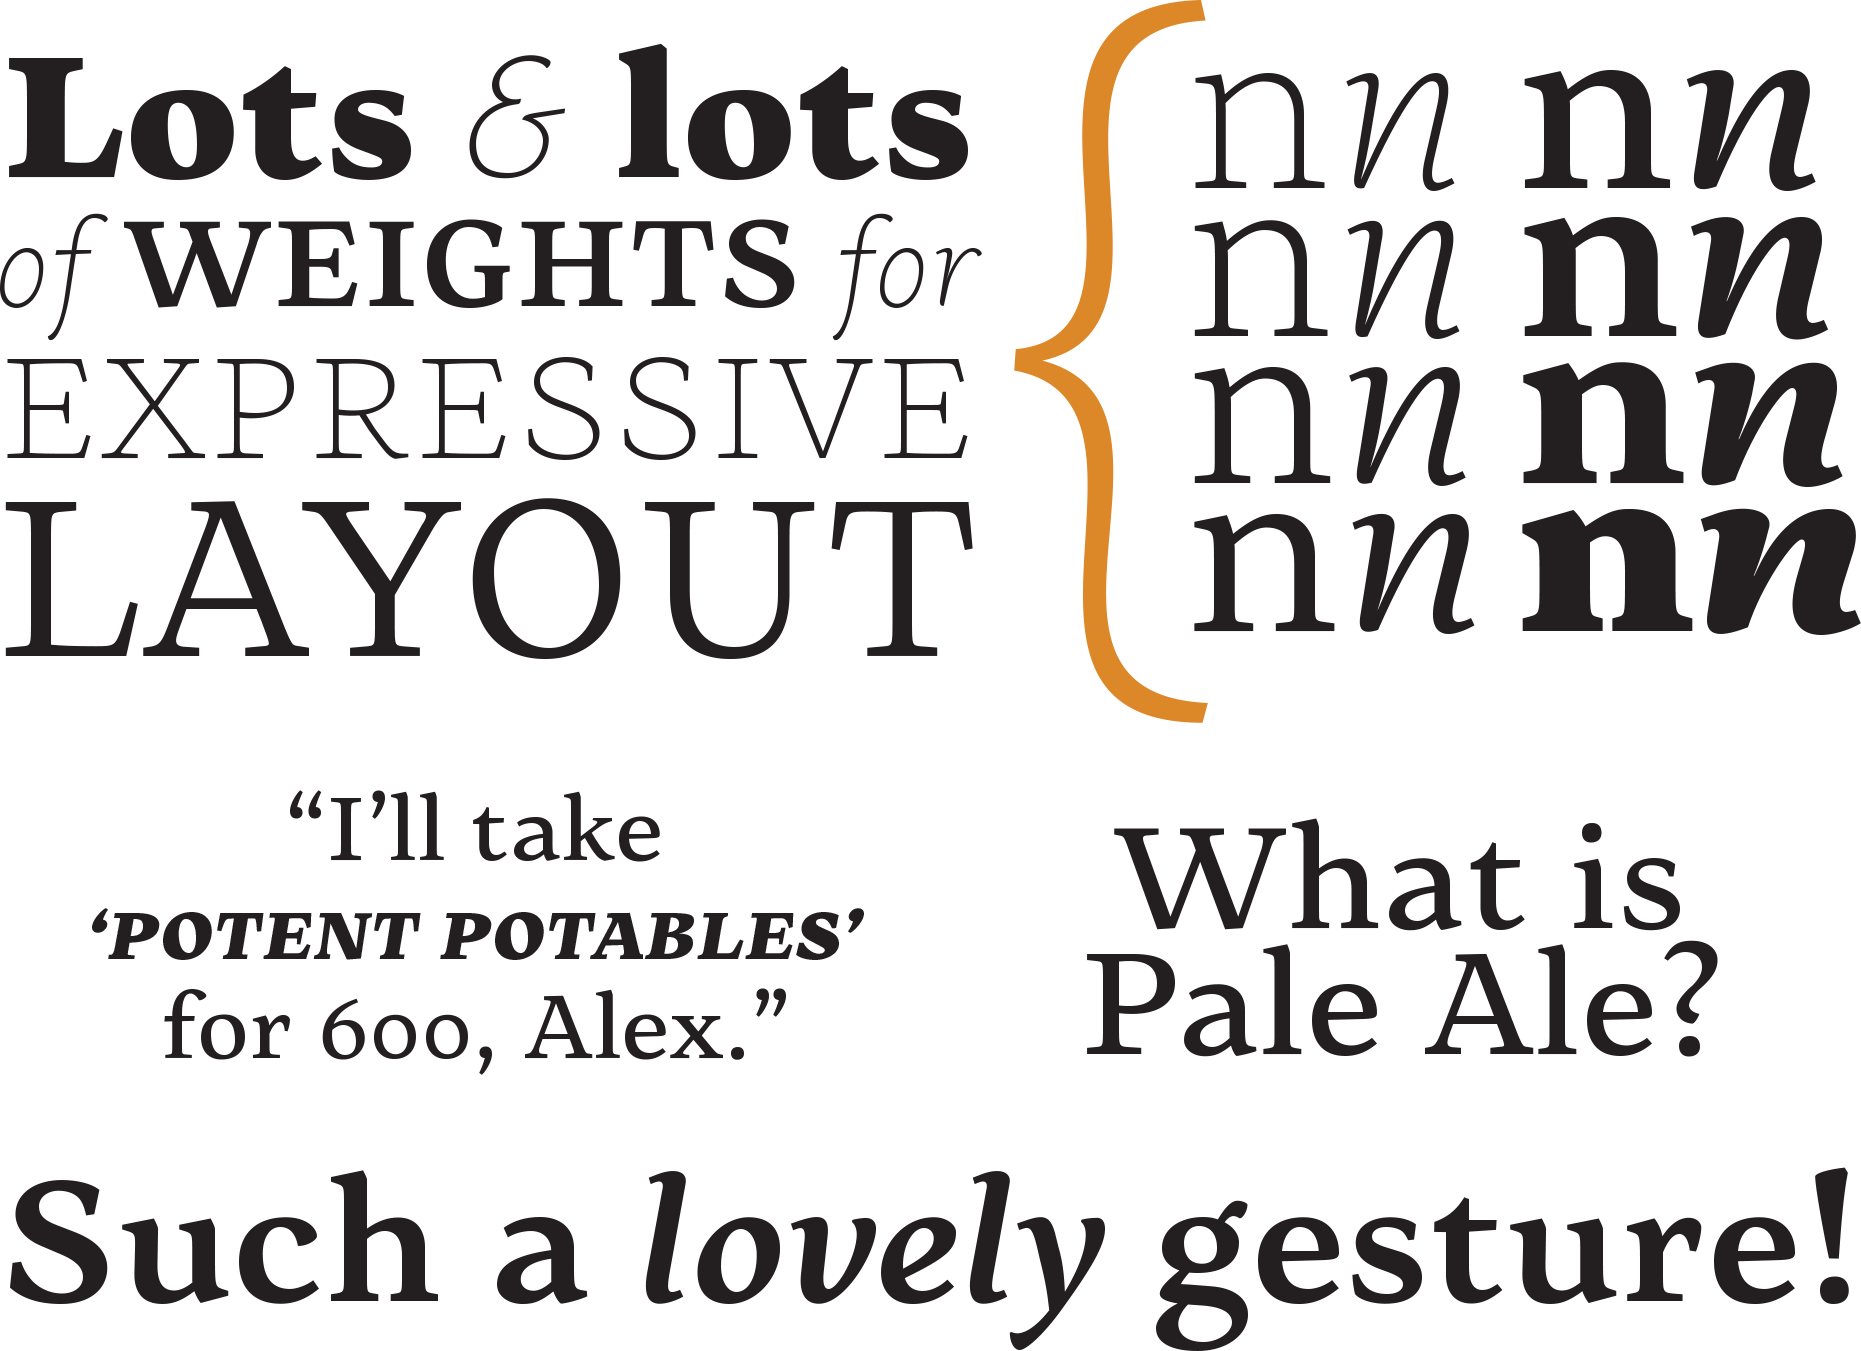 Lots & lots
of WEIGHTS for
EXPRESSIVE
LAYOUT
{
nn nn
nn nn
nn nn
nn nn
“I’ll take
‘POTENT POTABLES’
for 600, Alex.”
What is
Pale Ale?
Such a lovely gesture!